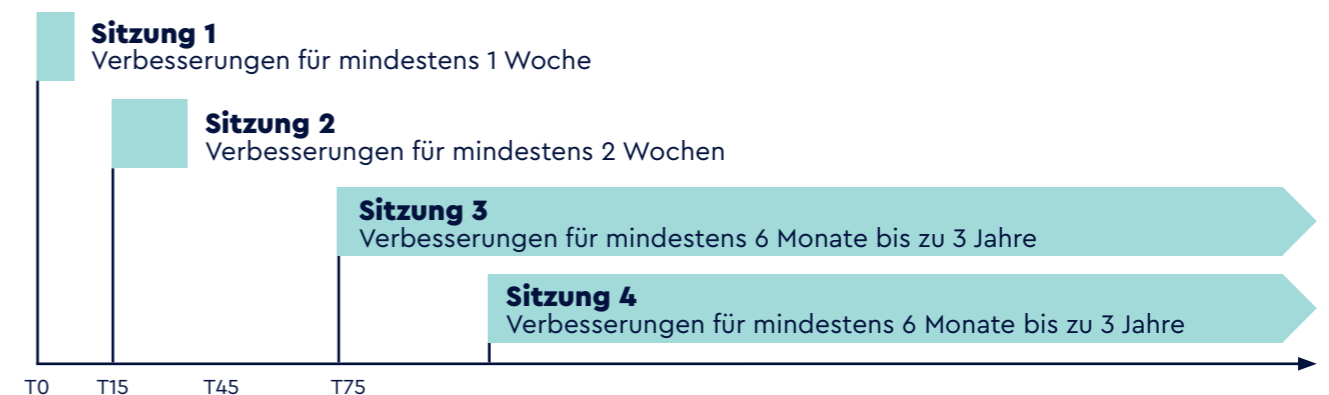 Sitzung 1
Verbesserungen für mindestens 1 Woche
Sitzung 2
Verbesserungen für mindestens 2 Wochen
Sitzung 3
Verbesserungen für mindestens 6 Monate bis zu 3 Jahre
Sitzung 4
Verbesserungen für mindestens 6 Monate bis zu 3 Jahre
T0 T15 T45 T75